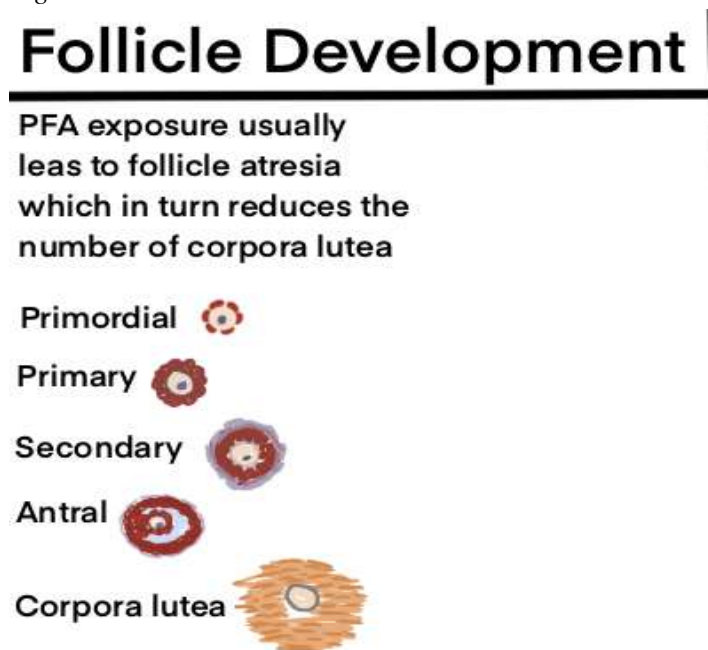 Follicle Development
PFA exposure usually
leas to follicle atresia
which in turn reduces the
number of corpora lutea
Primordial
Primary
Secondary
Antral
Corpora lutea